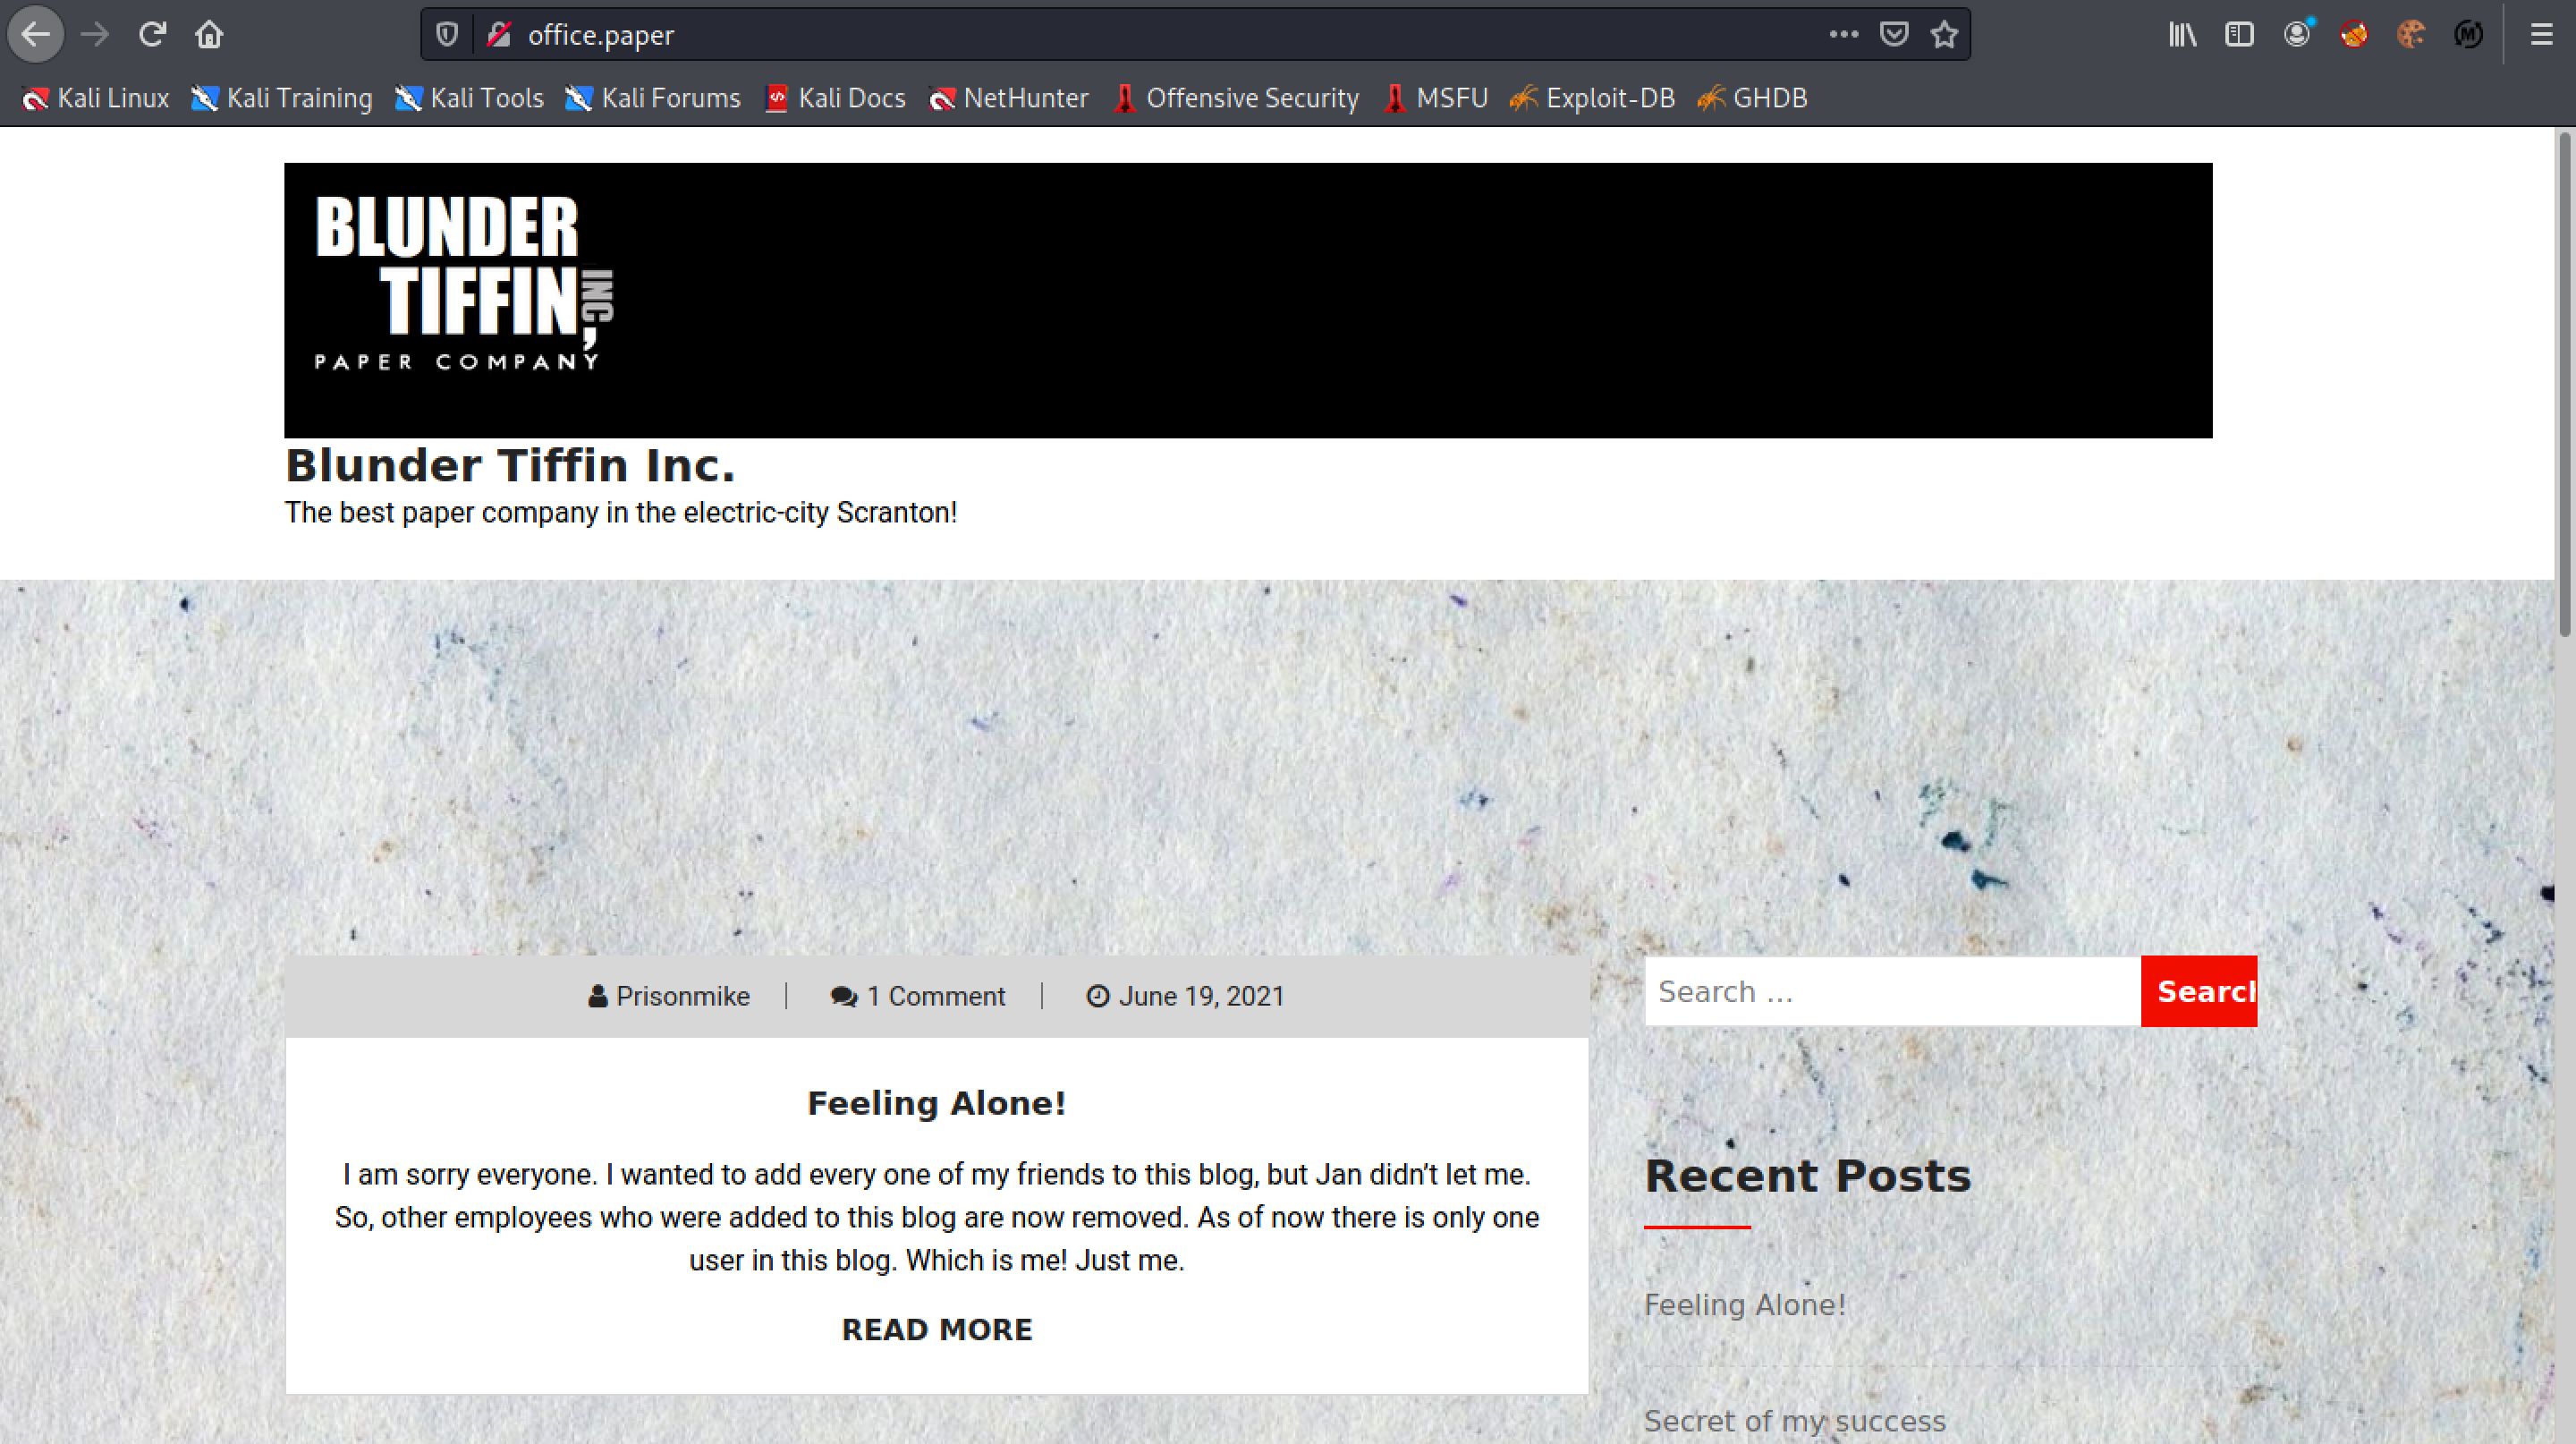 office.paper
Kali Linux Kali Training Kali Tools Kali Forums Kali Docs NetHunter Offensive Security MSFU Exploit-DB GHDB
BLUNDER
TIFFIN, INC
PAPER COMPANY
Blunder Tiffin Inc.
The best paper company in the electric-city Scranton!
Prisonmike 1 Comment June 19, 2021
Search ... Search
Feeling Alone!
I am sorry everyone. I wanted to add every one of my friends to this blog, but Jan didn’t let me.
So, other employees who were added to this blog are now removed. As of now there is only one
user in this blog. Which is me! Just me.
READ MORE
Recent Posts
Feeling Alone!
Secret of my success